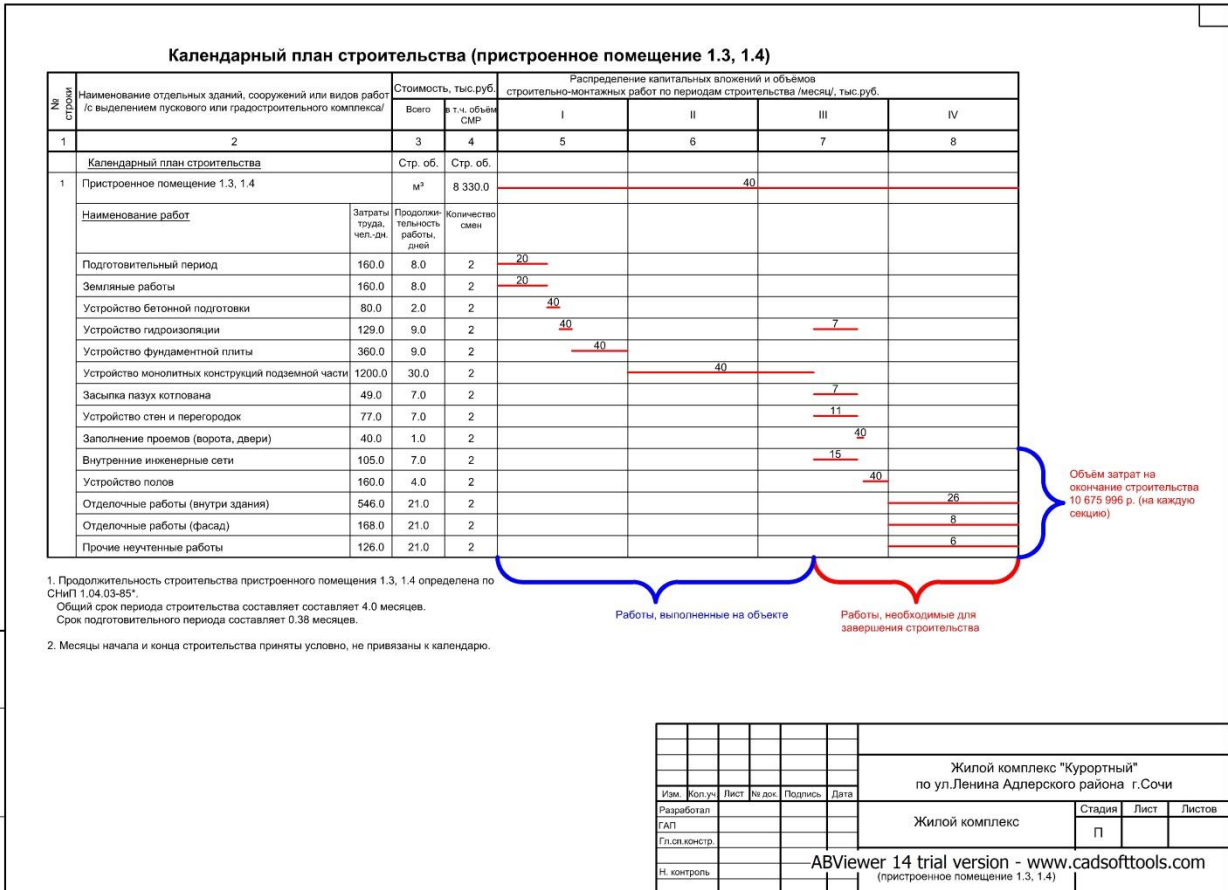 Календарный план строительства (пристроенное помещение 1.3, 1.4)
№ строки
Наименование отдельных зданий, сооружений или видов работ
/с выделением пускового или градостроительного комплекса/
Стоимость, тыс.руб.
Всего
в т.ч. объём
СМР
Распределение капитальных вложений и объёмов
строительно-монтажных работ по периодам строительства /месяц/, тыс.руб.
I II III IV
1 2 3 4 5 6 7 8
Календарный план строительства Стр. об. Стр. об.
1 Пристроенное помещение 1.3, 1.4 м³ 8 330.0 40
Наименование работ
Затраты
труда,
чел.-дн.
Продолжи-
тельность
работы,
дней
Количество
смен
Подготовительный период 160.0 8.0 2 20
Земляные работы 160.0 8.0 2 20
Устройство бетонной подготовки 80.0 2.0 2 40
Устройство гидроизоляции 129.0 9.0 2 40 7
Устройство фундаментной плиты 360.0 9.0 2 40
Устройство монолитных конструкций подземной части 1200.0 30.0 2 40
Засыпка пазух котлована 49.0 7.0 2 7
Устройство стен и перегородок 77.0 7.0 2 11
Заполнение проемов (ворота, двери) 40.0 1.0 2 40
Внутренние инженерные сети 105.0 7.0 2 15
Устройство полов 160.0 4.0 2 40
Отделочные работы (внутри здания) 546.0 21.0 2 26
Отделочные работы (фасад) 168.0 21.0 2 8
Прочие неучтенные работы 126.0 21.0 2 6
Объём затрат на
окончание строительства
10 675 996 р. (на каждую
секцию)
Работы, выполненные на объекте
Работы, необходимые для
завершения строительства
1. Продолжительность строительства пристроенного помещения 1.3, 1.4 определена по
СНиП 1.04.03-85*.
Общий срок периода строительства составляет составляет 4.0 месяцев.
Срок подготовительного периода составляет 0.38 месяцев.
2. Месяцы начала и конца строительства приняты условно, не привязаны к календарю.
Жилой комплекс "Курортный"
по ул.Ленина Адлерского района г.Сочи
Изм. Кол.уч Лист № док. Подпись Дата
Разработал
ГАП
Гл.сп.констр.
Н. контроль
Жилой комплекс
Стадия Лист Листов
П
ABViewer 14 trial version - www.cadsofttools.com
(пристроенное помещение 1.3, 1.4)